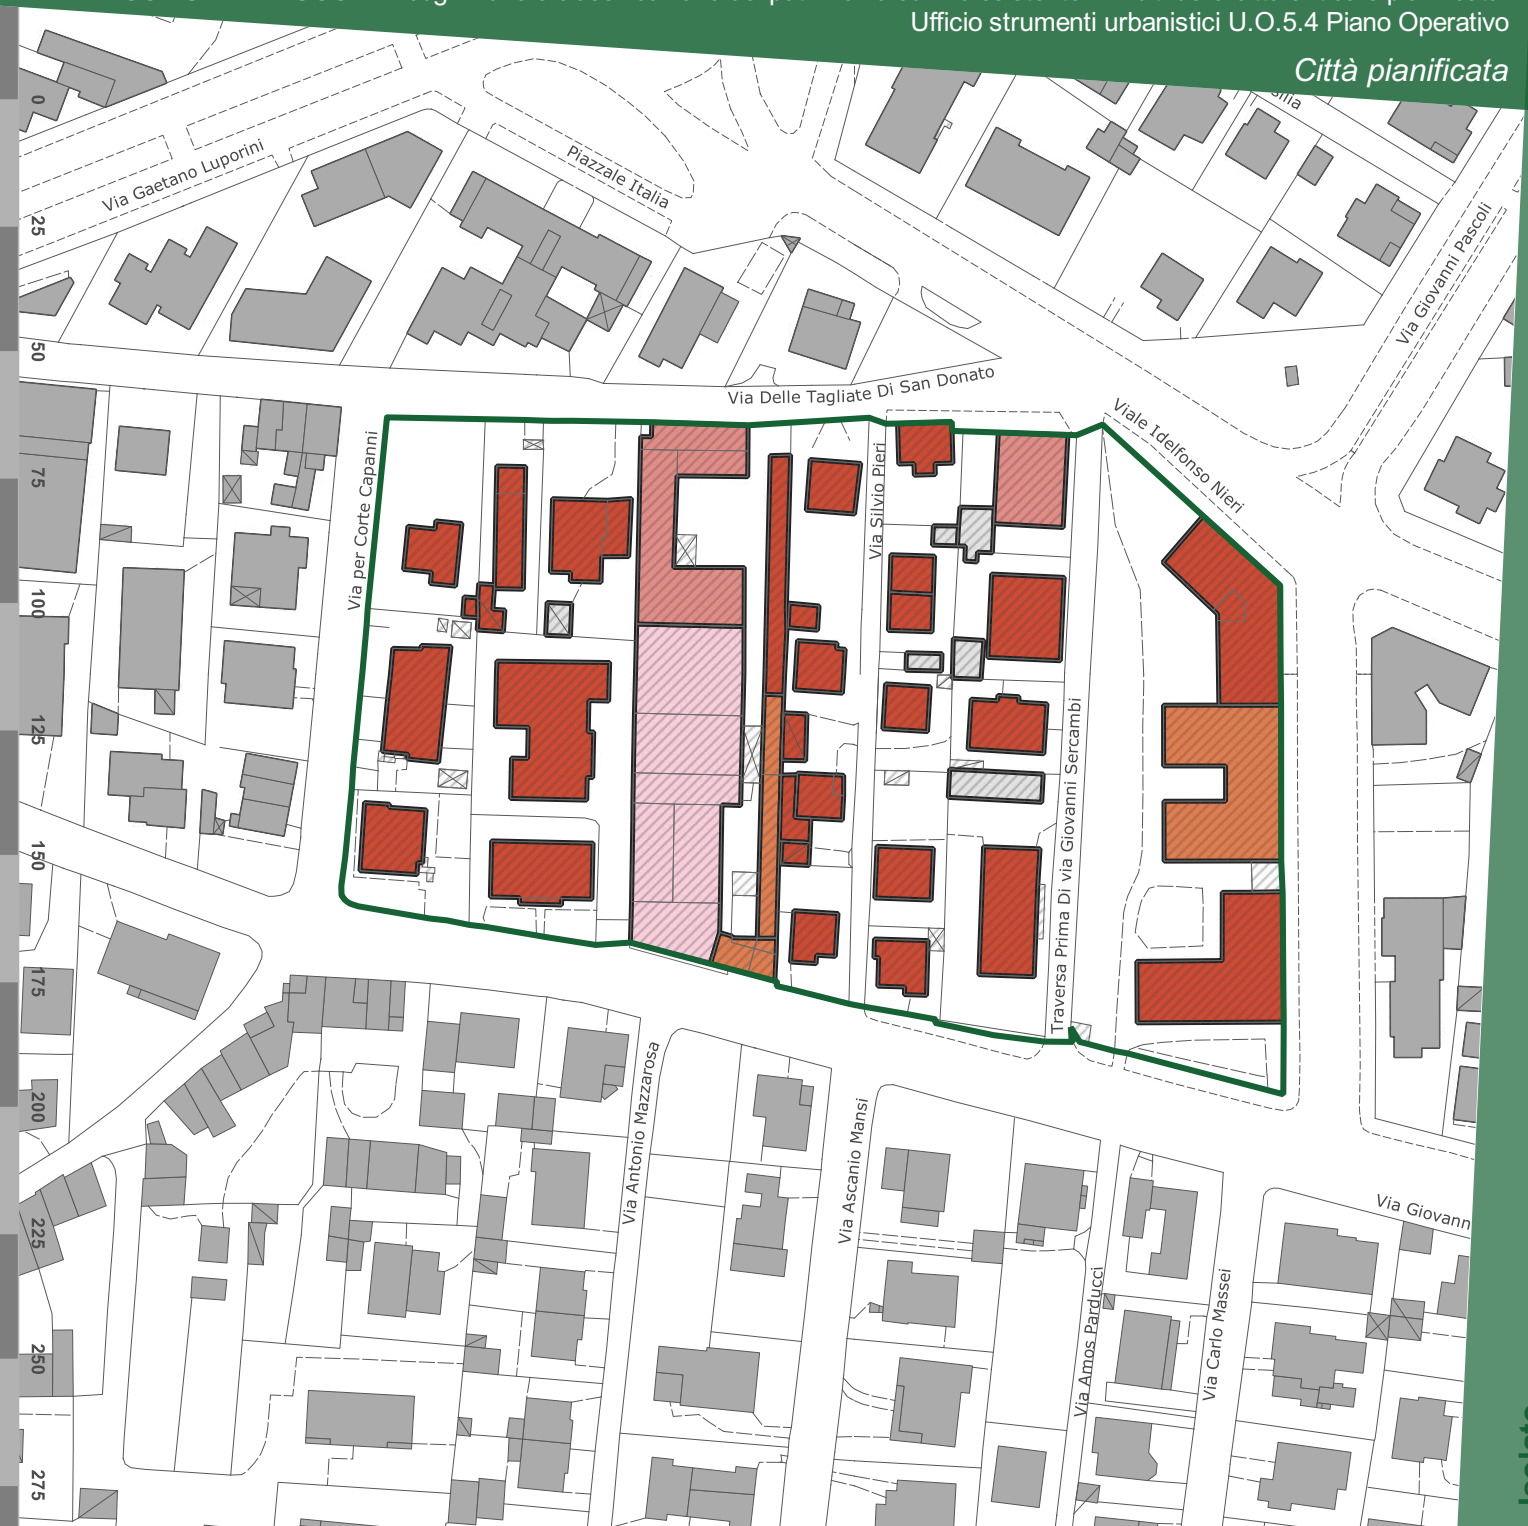 Ufficio strumenti urbanistici U.O.5.4 Piano Operativo
Città pianificata
Via Gaetano Luporini
Piazzale Italia
Via Giovanni Pascoli
Via Delle Tagliate Di San Donato
Viale Idelfonso Nieri
Via per Corte Capanni
Via Silvio Pieri
Traversa Prima Di via Giovanni Sercambi
Via Antonio Mazzarosa
Via Ascanio Mansi
Via Amos Parducci
Via Carlo Massei
Via Giovann
0
25
50
75
100
125
150
175
200
225
250
275